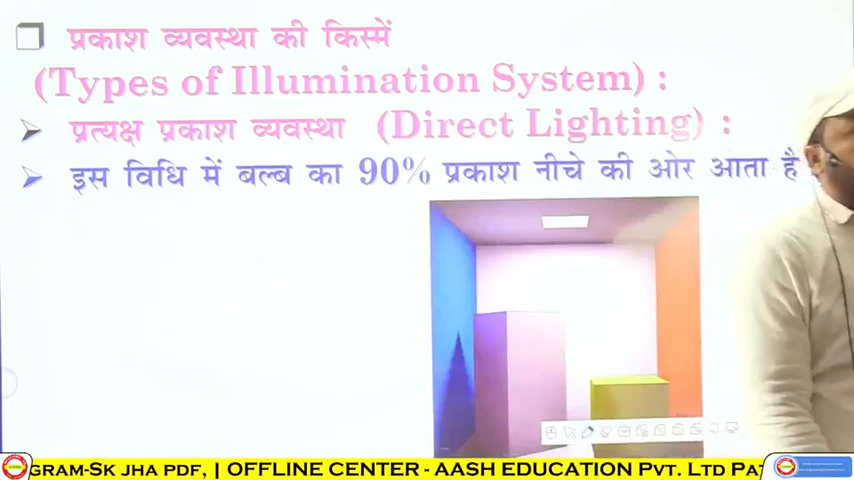 प्रकाश व्यवस्था की किस्में
(Types of Illumination System) :
प्रत्यक्ष प्रकाश व्यवस्था (Direct Lighting) :
इस विधि में बल्ब का 90% प्रकाश नीचे की ओर आता है
GRAM-SK JHA PDF, | OFFLINE CENTER - AASH EDUCATION PVT. LTD PAT